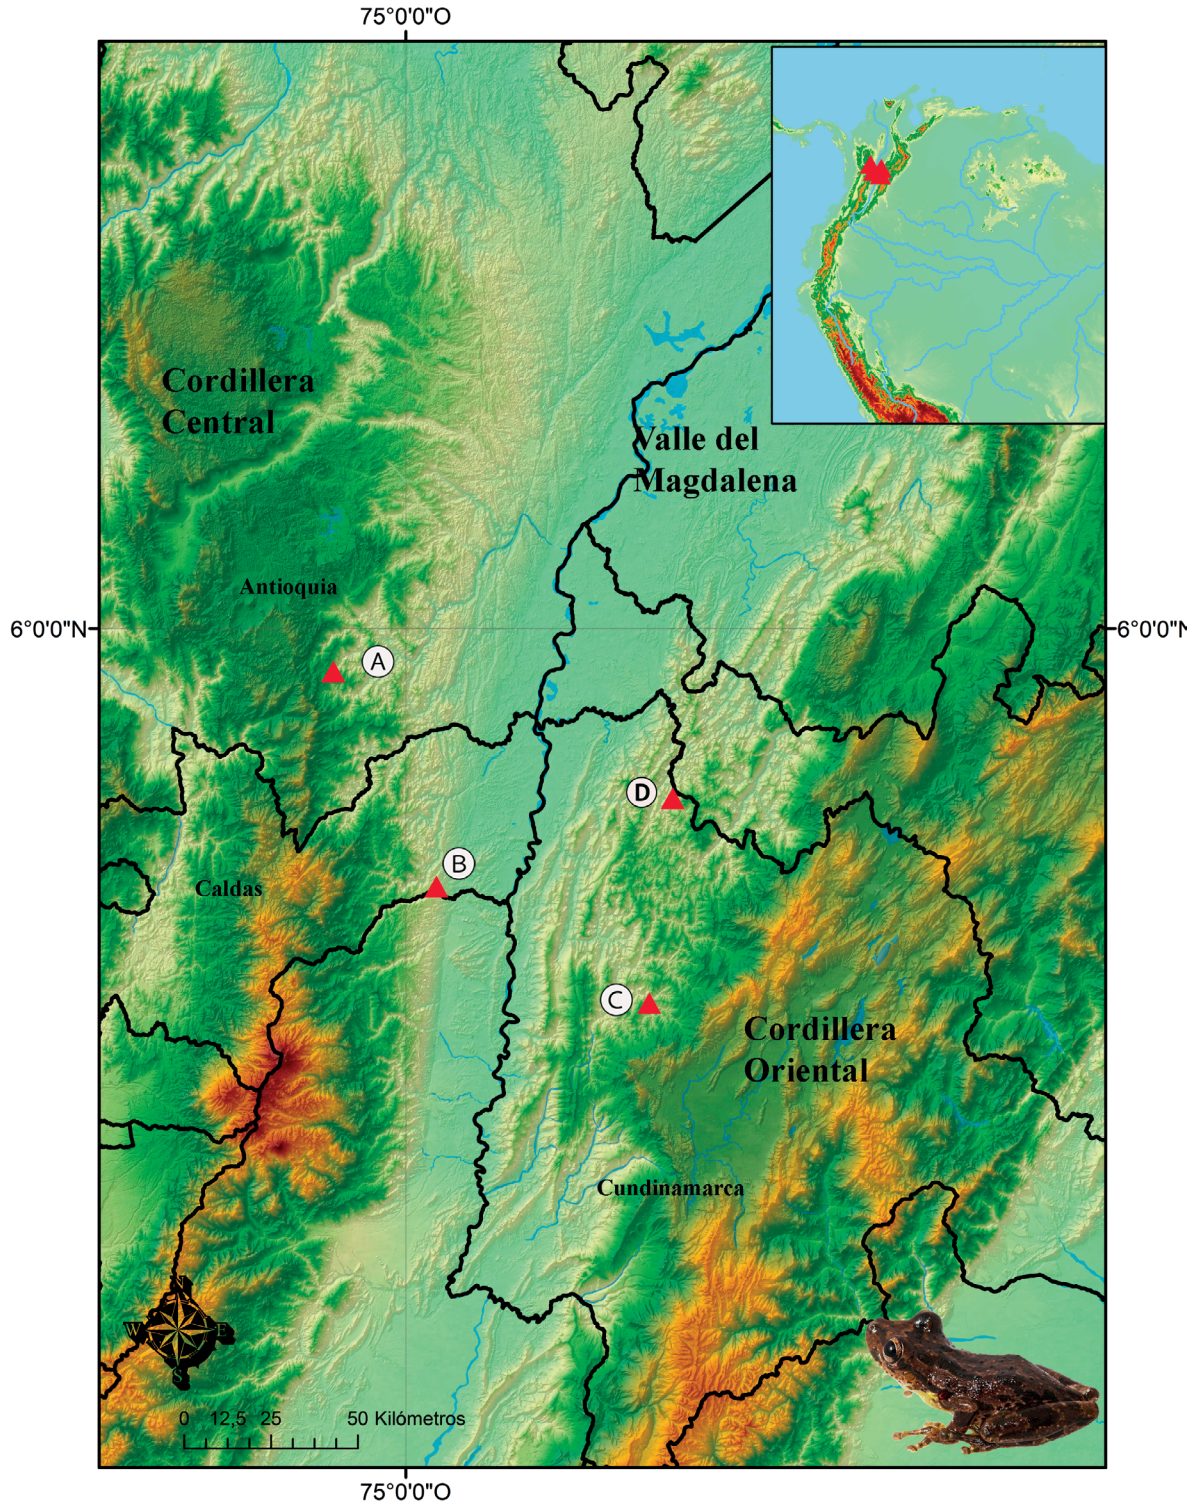 75°0'0"O
Cordillera
Central
Valle del
Magdalena
Antioquia
6°0'0"N
6°0'0"N
A
D
B
Caldas
C
Cordillera
Oriental
Cundinamarca
N
W
E
S
0 12,5 25 50 Kilómetros
75°0'0"O